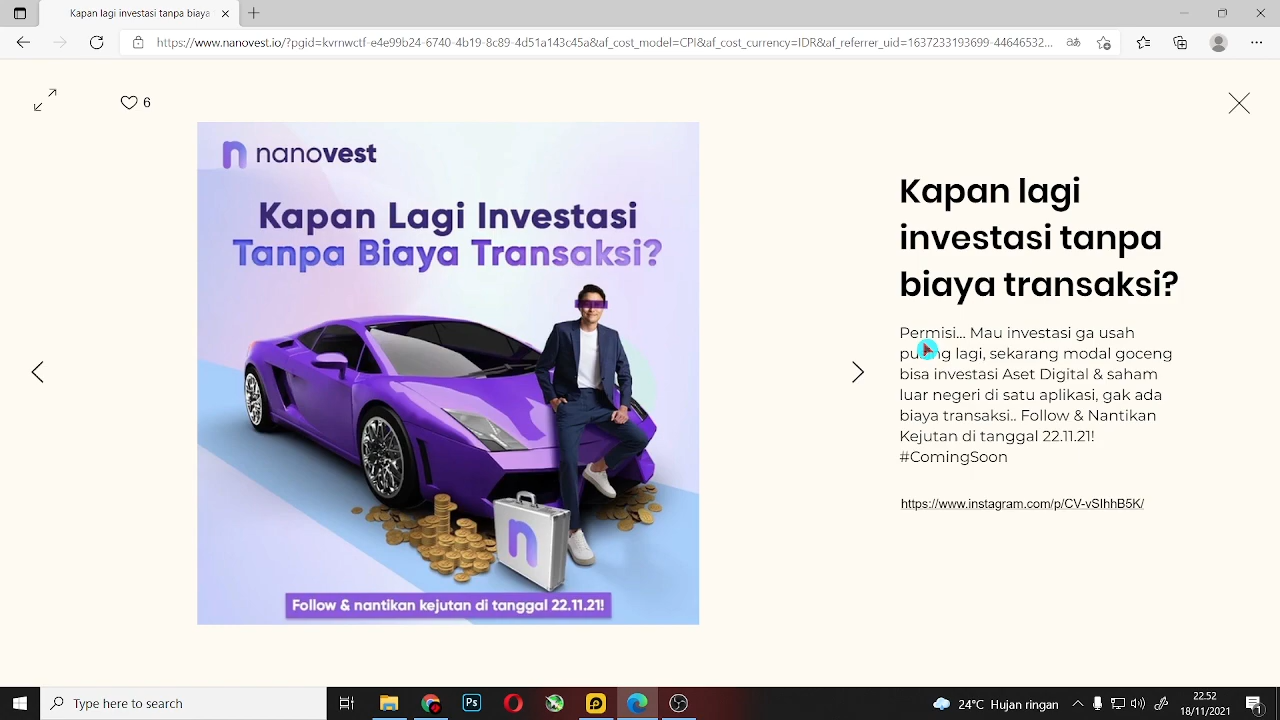 Kapan lagi investasi tanpa biaya
https://www.nanovest.io/?pgid=kvrnwctf-e4e99b24-6740-4b19-9c89-4d51a143c45a&af_cost_model=CPI&af_cost_currency=IDR&af_referrer_uid=1637233193699-44646532...
6
n nanovest
Kapan Lagi Investasi
Tanpa Biaya Transaksi?
n
Follow & nantikan kejutan di tanggal 22.11.21!
Kapan lagi
investasi tanpa
biaya transaksi?
Permisi... Mau investasi ga usah
lagi, sekarang modal goceng
bisa investasi Aset Digital & saham
luar negeri di satu aplikasi, gak ada
biaya transaksi.. Follow & Nantikan
Kejutan di tanggal 22.11.21!
#ComingSoon
https://www.instagram.com/p/CV-vSIhhB5K/
Type here to search
Ps
24°C Hujan ringan
22.52
18/11/2021
1